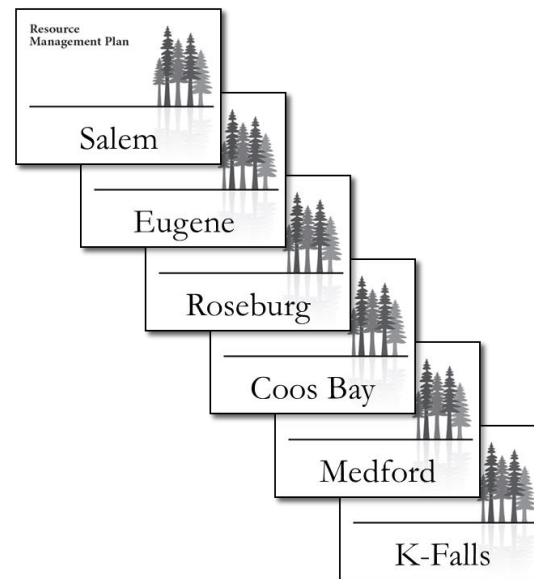 Resource
Management Plan
Salem
Eugene
Roseburg
Coos Bay
Medford
K-Falls